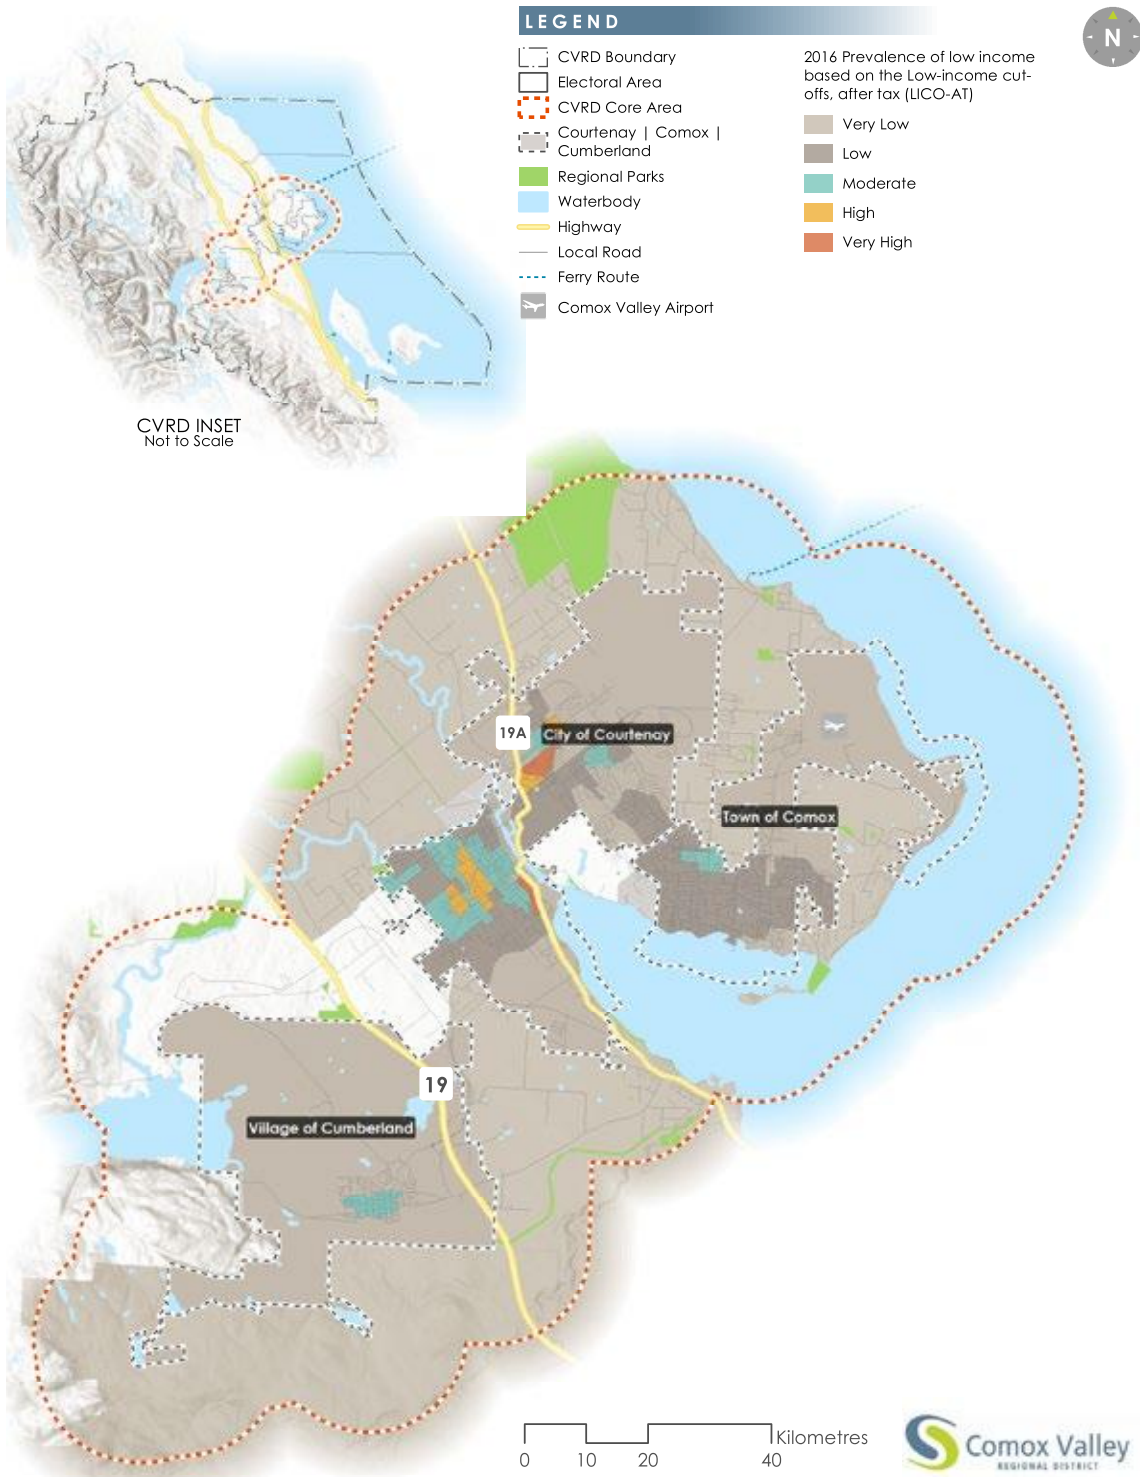 LEGEND
N
CVRD Boundary
Electoral Area
CVRD Core Area
Courtenay | Comox |
Cumberland
Regional Parks
Waterbody
Highway
Local Road
Ferry Route
Comox Valley Airport
2016 Prevalence of low income
based on the Low-income cut-
offs, after tax (LICO-AT)
Very Low
Low
Moderate
High
Very High
CVRD INSET
Not to Scale
19A
City of Courtenay
Town of Comox
19
Village of Cumberland
Kilometres
0 10 20 40
Comox Valley
REGIONAL DISTRICT